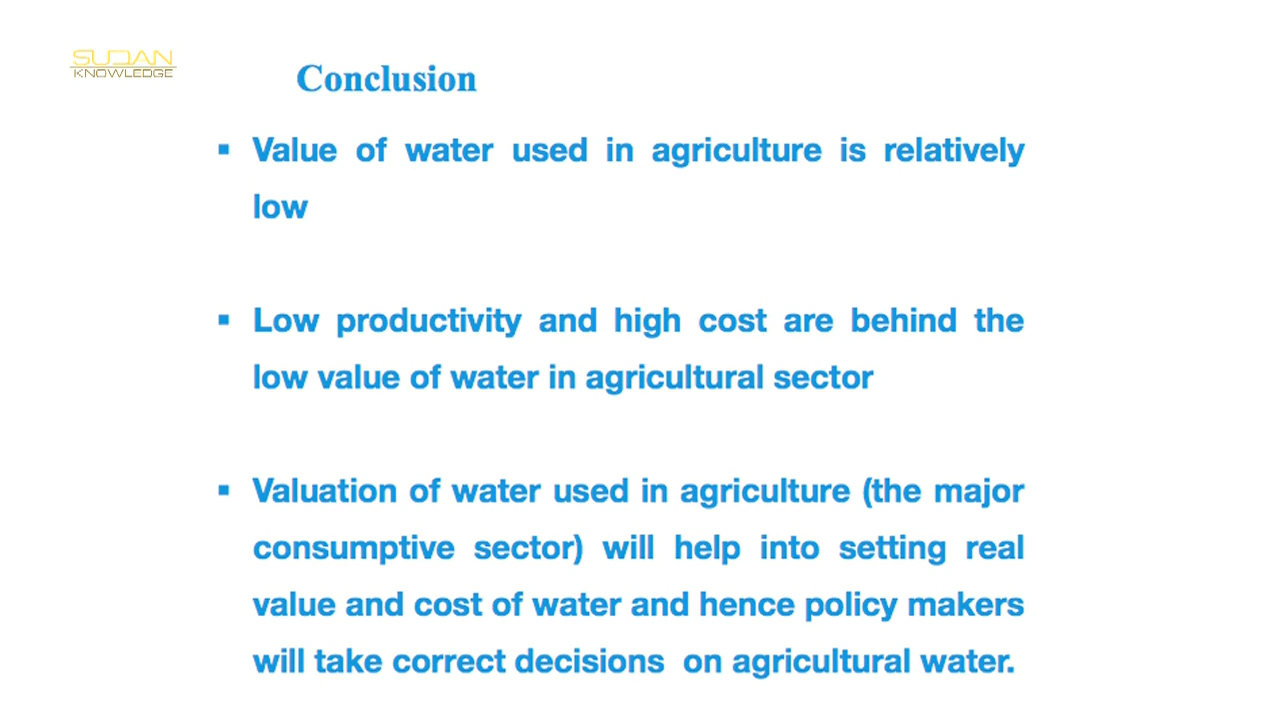 SUDAN
KNOWLEDGE
Conclusion
▪ Value of water used in agriculture is relatively
low
▪ Low productivity and high cost are behind the
low value of water in agricultural sector
▪ Valuation of water used in agriculture (the major
consumptive sector) will help into setting real
value and cost of water and hence policy makers
will take correct decisions on agricultural water.